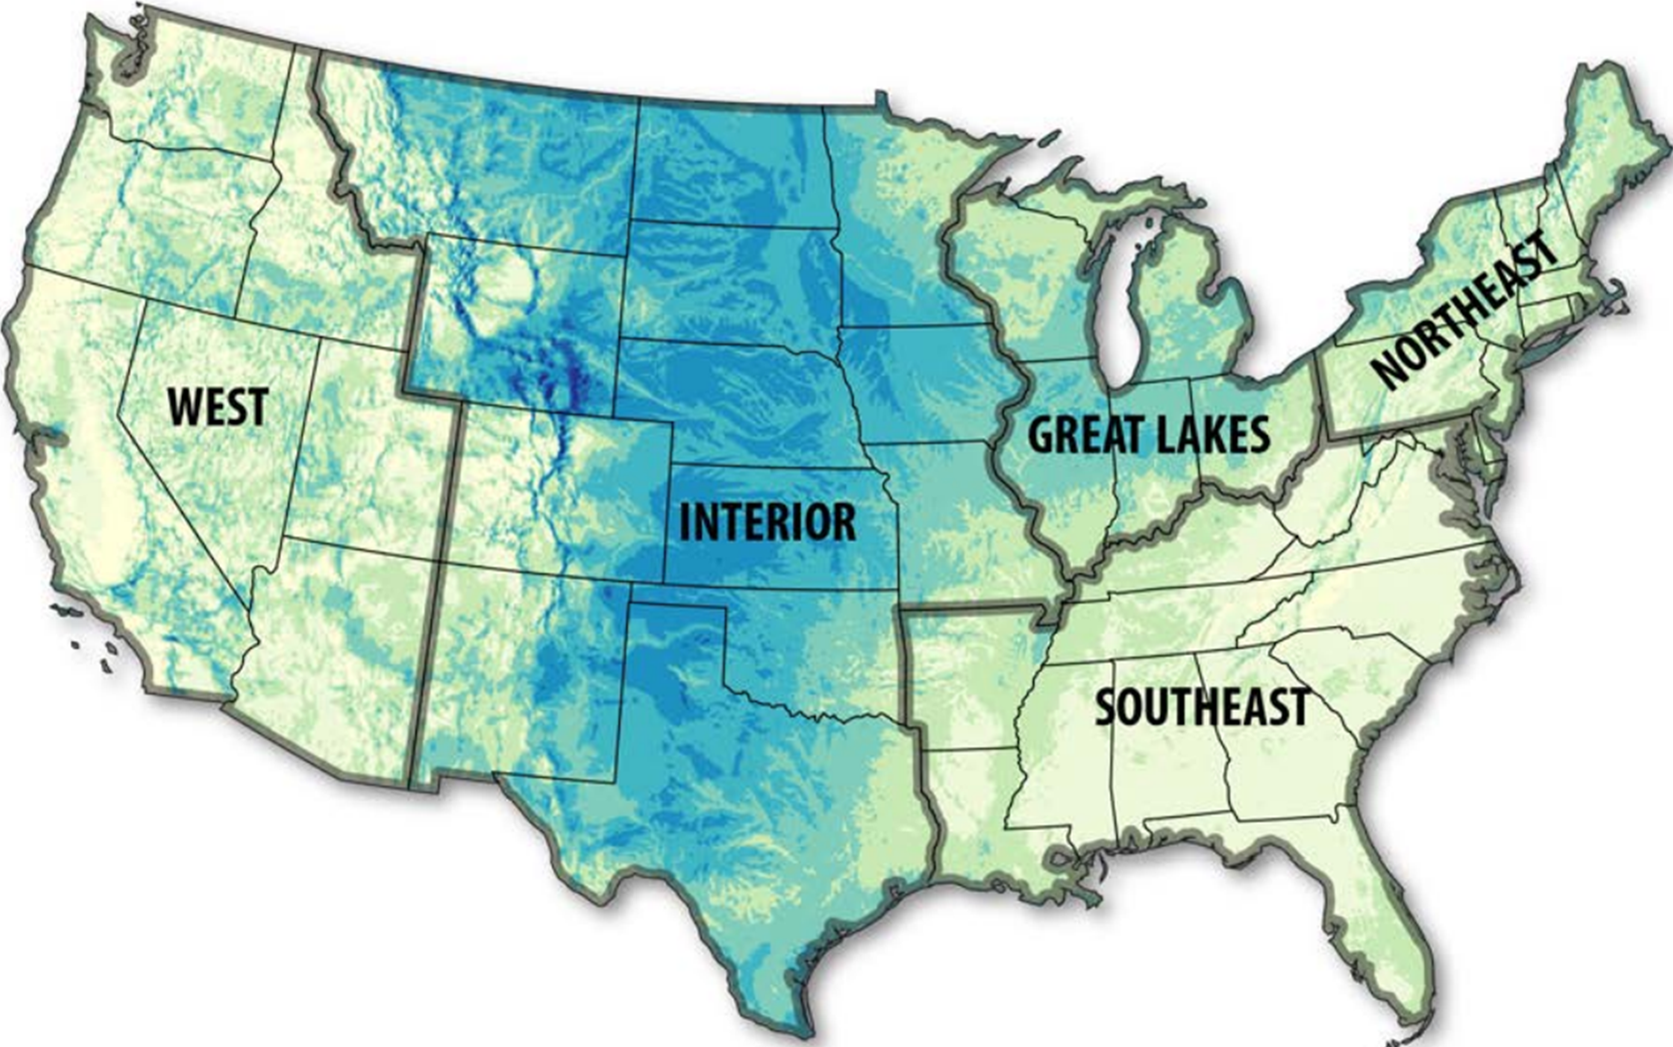 WEST
INTERIOR
GREAT LAKES
NORTHEAST
SOUTHEAST